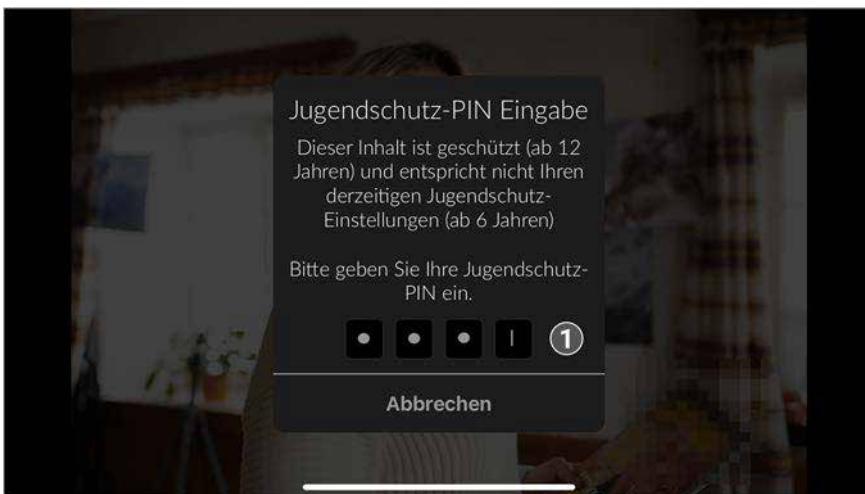 Jugendschutz-PIN Eingabe
Dieser Inhalt ist geschützt (ab 12
Jahren) und entspricht nicht Ihren
derzeitigen Jugendschutz-
Einstellungen (ab 6 Jahren)
Bitte geben Sie Ihre Jugendschutz-
PIN ein.
1
Abbrechen